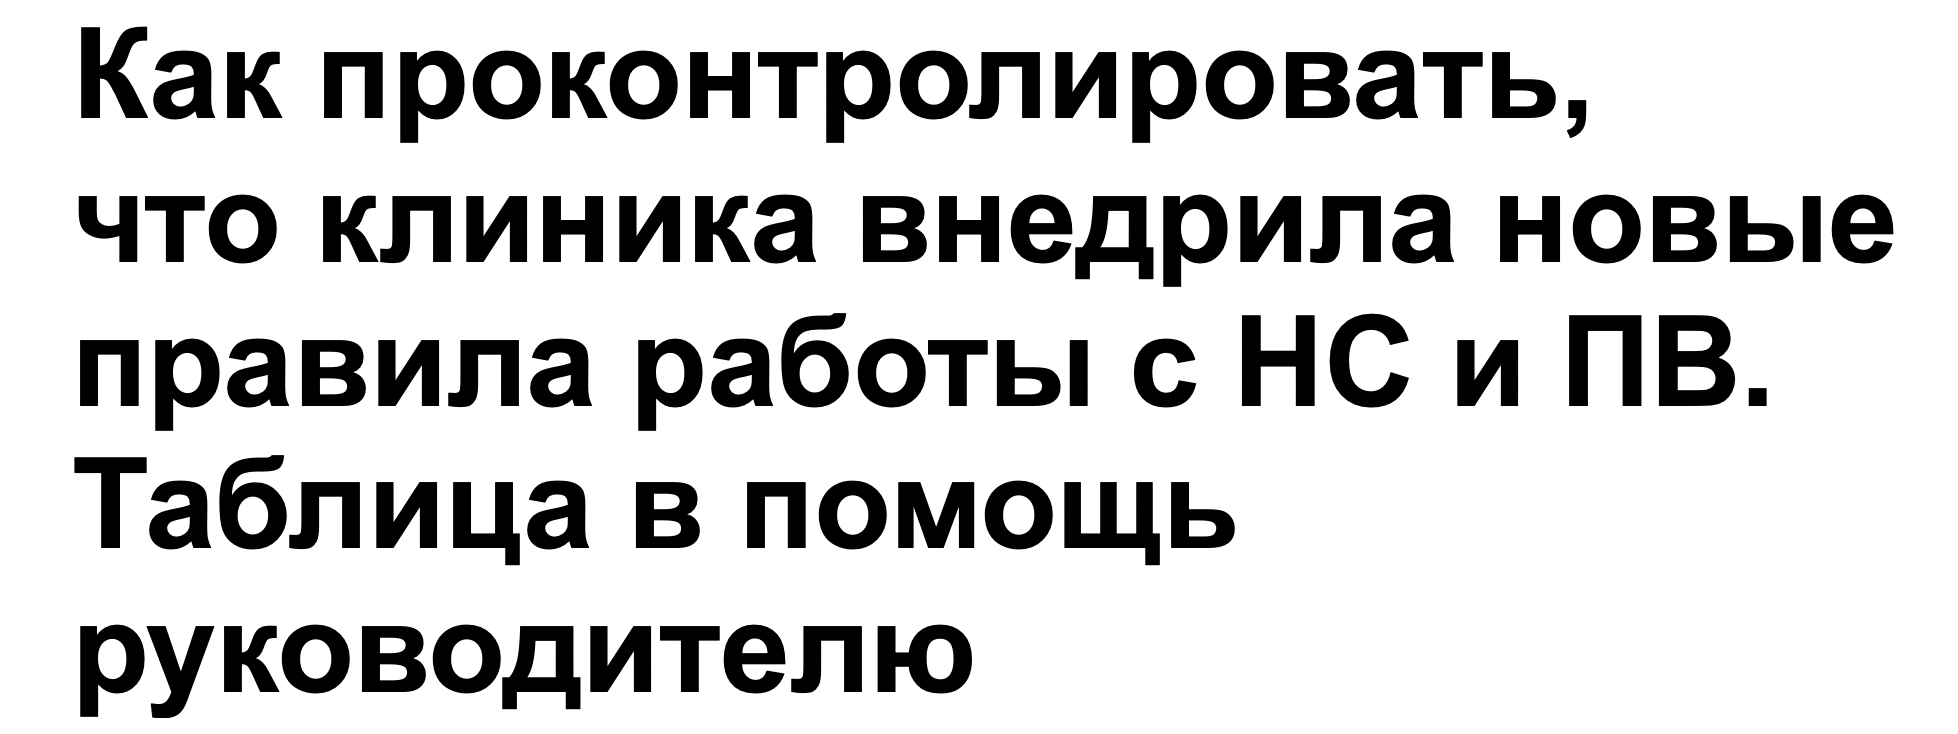 Как проконтролировать,
что клиника внедрила новые
правила работы с НС и ПВ.
Таблица в помощь
руководителю